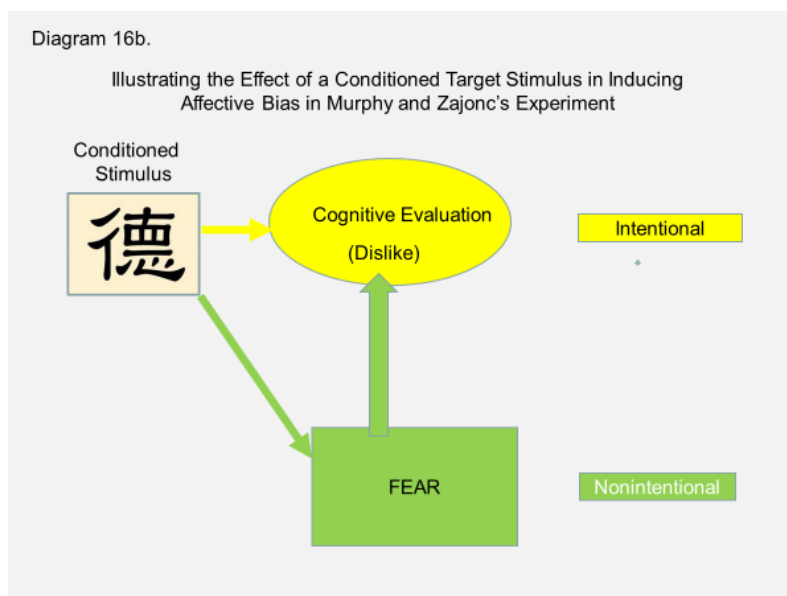 Diagram 16b.
Illustrating the Effect of a Conditioned Target Stimulus in Inducing
Affective Bias in Murphy and Zajonc's Experiment
Conditioned
Stimulus
德
Cognitive Evaluation
(Dislike)
Intentional
FEAR
Nonintentional